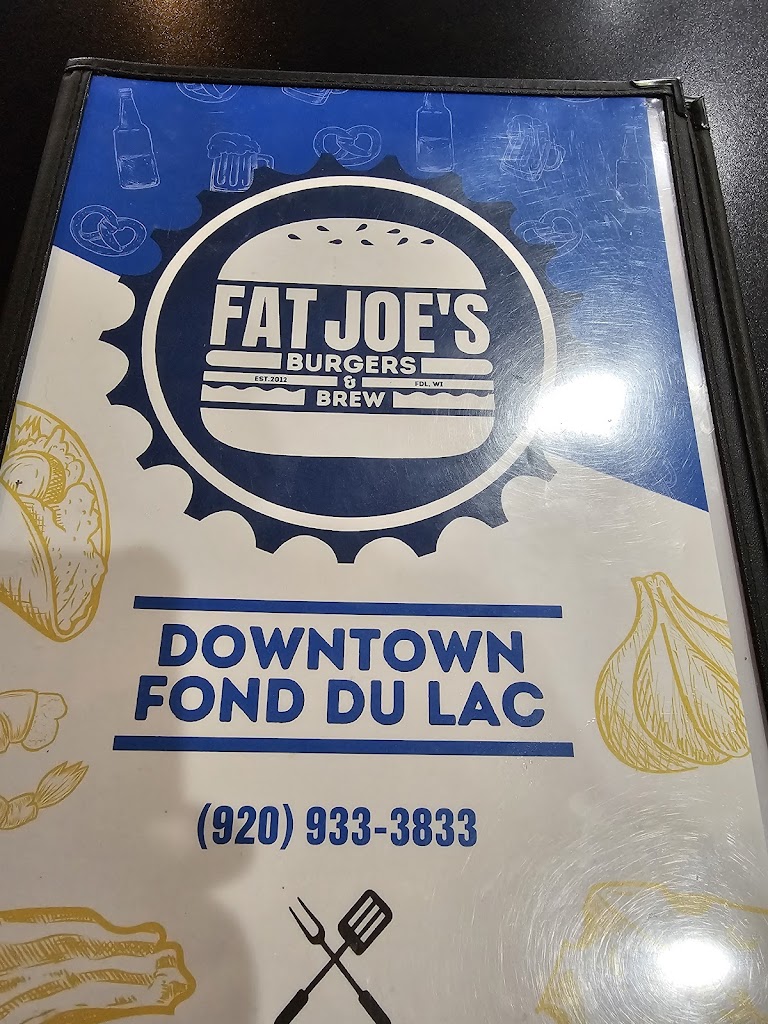 FAT JOE'S
BURGERS
EST.2012 & FDL, WI
BREW
DOWNTOWN
FOND DU LAC
(920) 933-3833